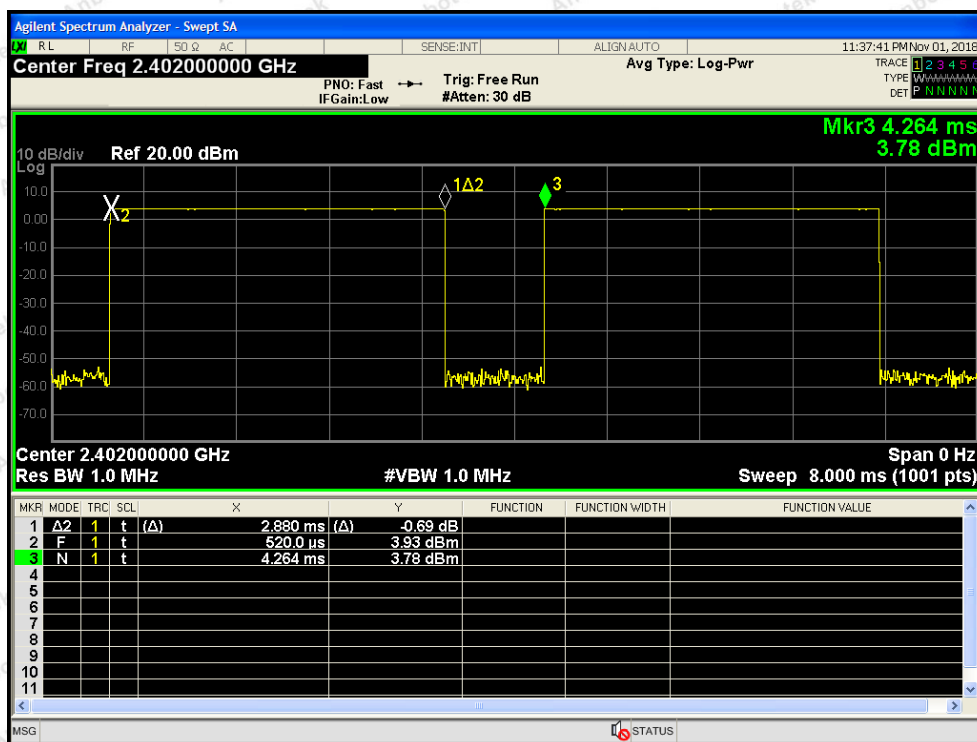 Agilent Spectrum Analyzer - Swept SA
LXI RL RF 50 Ω AC SENSE:INT ALIGN AUTO 11:37:41 PM Nov 01, 2018
Center Freq 2.402000000 GHz Avg Type: Log-Pwr TRACE 1 2 3 4 5 6
PNO: Fast Trig: Free Run TYPE W
IFGain:Low #Atten: 30 dB DET P N N N N N
Mkr3 4.264 ms
10 dB/div Ref 20.00 dBm 3.78 dBm
Log
10.0
0.00
-10.0
-20.0
-30.0
-40.0
-50.0
-60.0
-70.0
2
1Δ2
3
Center 2.402000000 GHz Span 0 Hz
Res BW 1.0 MHz #VBW 1.0 MHz Sweep 8.000 ms (1001 pts)
MKR MODE TRC SCL X Y FUNCTION FUNCTION WIDTH FUNCTION VALUE
1 Δ2 1 t (Δ) 2.880 ms (Δ) -0.69 dB
2 F 1 t 520.0 µs 3.93 dBm
3 N 1 t 4.264 ms 3.78 dBm
4
5
6
7
8
9
10
11
MSG STATUS